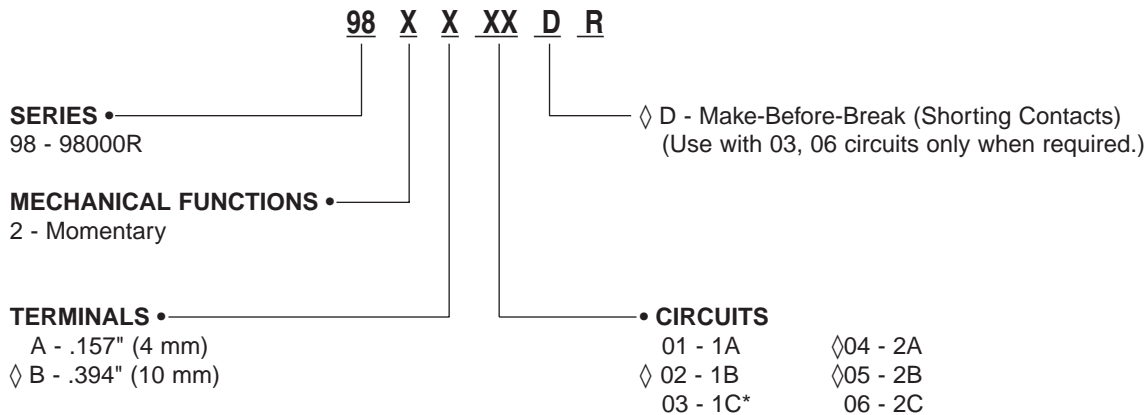 98 X X XX D R
SERIES •
98 - 98000R
◊ D - Make-Before-Break (Shorting Contacts)
(Use with 03, 06 circuits only when required.)
MECHANICAL FUNCTIONS •
2 - Momentary
TERMINALS •
A - .157" (4 mm)
◊ B - .394" (10 mm)
• CIRCUITS
01 - 1A ◊04 - 2A
◊ 02 - 1B ◊05 - 2B
03 - 1C* 06 - 2C